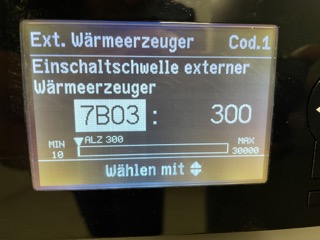 Ext. Wärmeerzeuger Cod.1
Einschaltschwelle externer
Wärmeerzeuger
7B03 : 300
MIN ALZ 300 MAX
10 30000
Wählen mit